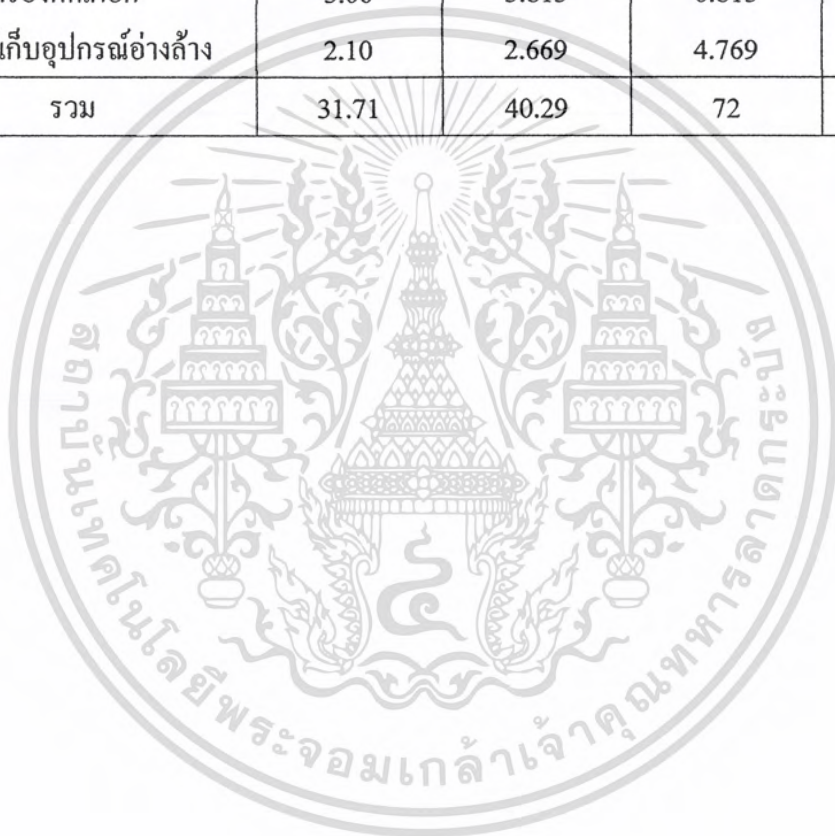 เก็บอุปกรณ์อ่างล้าง 2.10 2.669 4.769
รวม 31.71 40.29 72
สถาบันเทคโนโลยีพระจอมเกล้าเจ้าคุณทหารลาดกระบัง